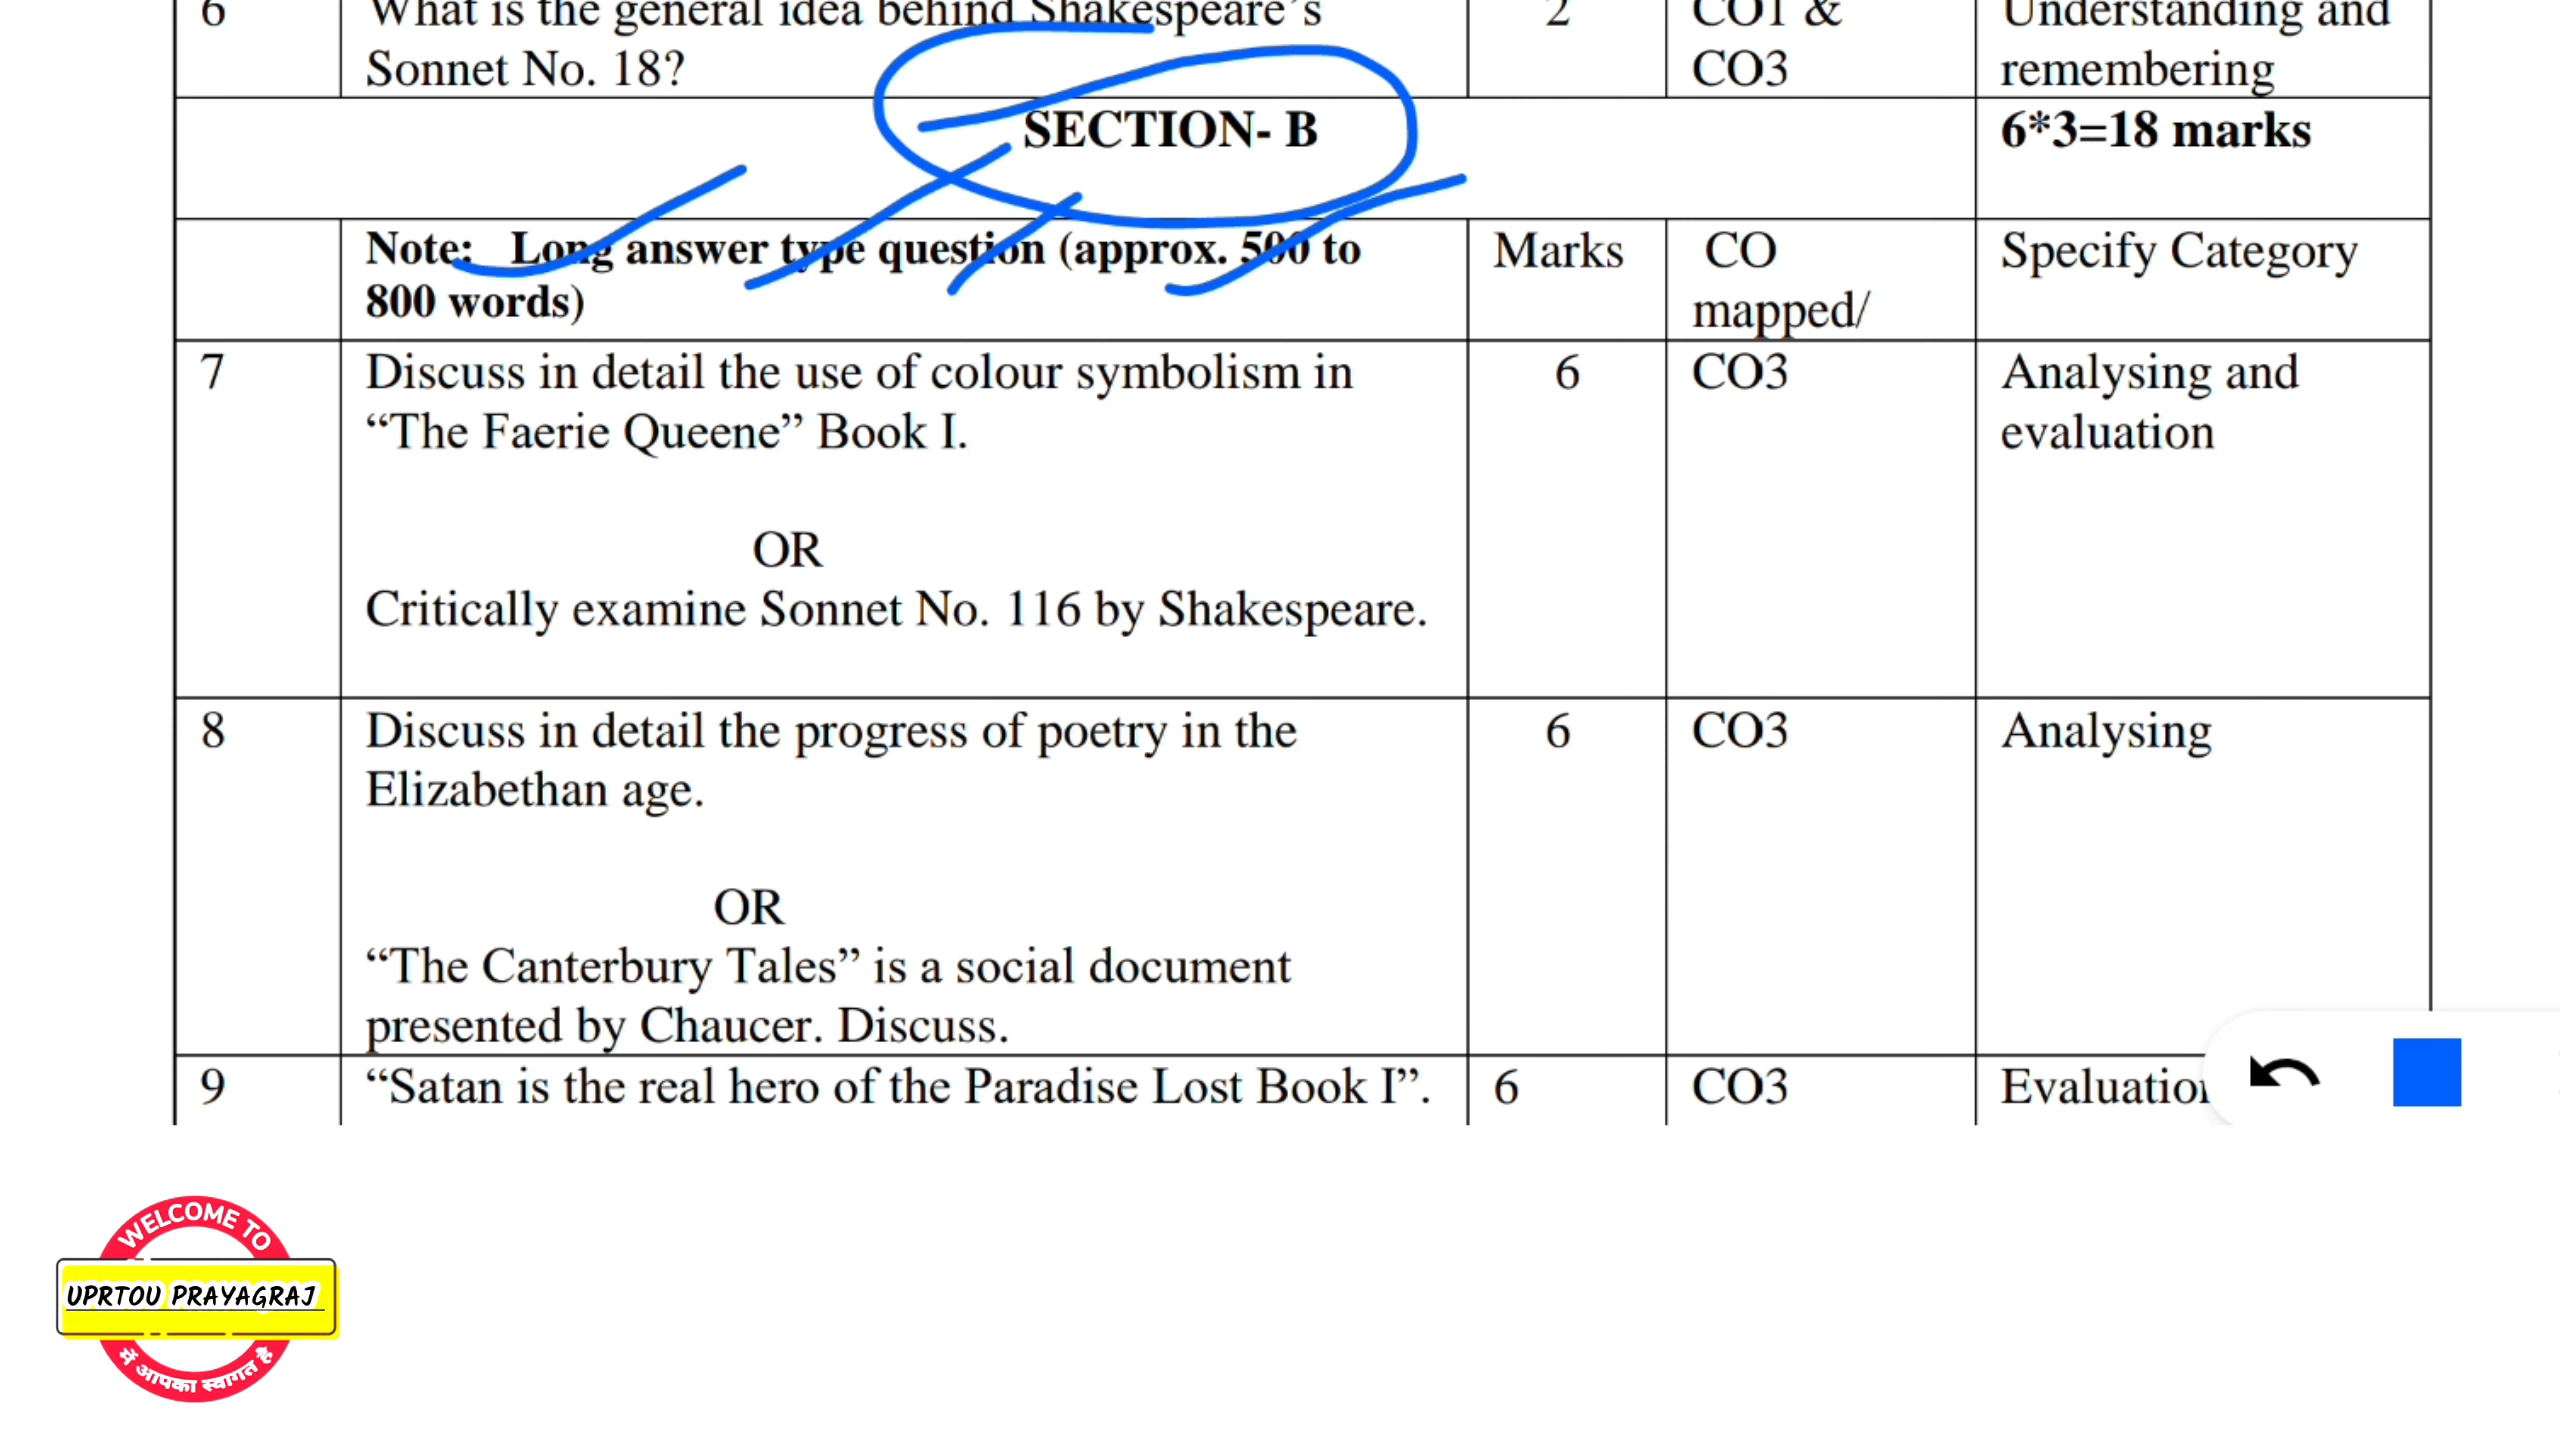 6 What is the general idea behind Shakespeare's 2 CO1 & Understanding and
Sonnet No. 18? CO3 remembering
SECTION- B 6*3=18 marks
Note: Long answer type question (approx. 500 to Marks CO Specify Category
800 words) mapped/
7 Discuss in detail the use of colour symbolism in 6 CO3 Analysing and
“The Faerie Queene” Book I. evaluation
OR
Critically examine Sonnet No. 116 by Shakespeare.
8 Discuss in detail the progress of poetry in the 6 CO3 Analysing
Elizabethan age.
OR
“The Canterbury Tales” is a social document
presented by Chaucer. Discuss.
9 “Satan is the real hero of the Paradise Lost Book I”. 6 CO3 Evaluation
WELCOME TO
UPRTOU PRAYAGRAJ
में आपका स्वागत है